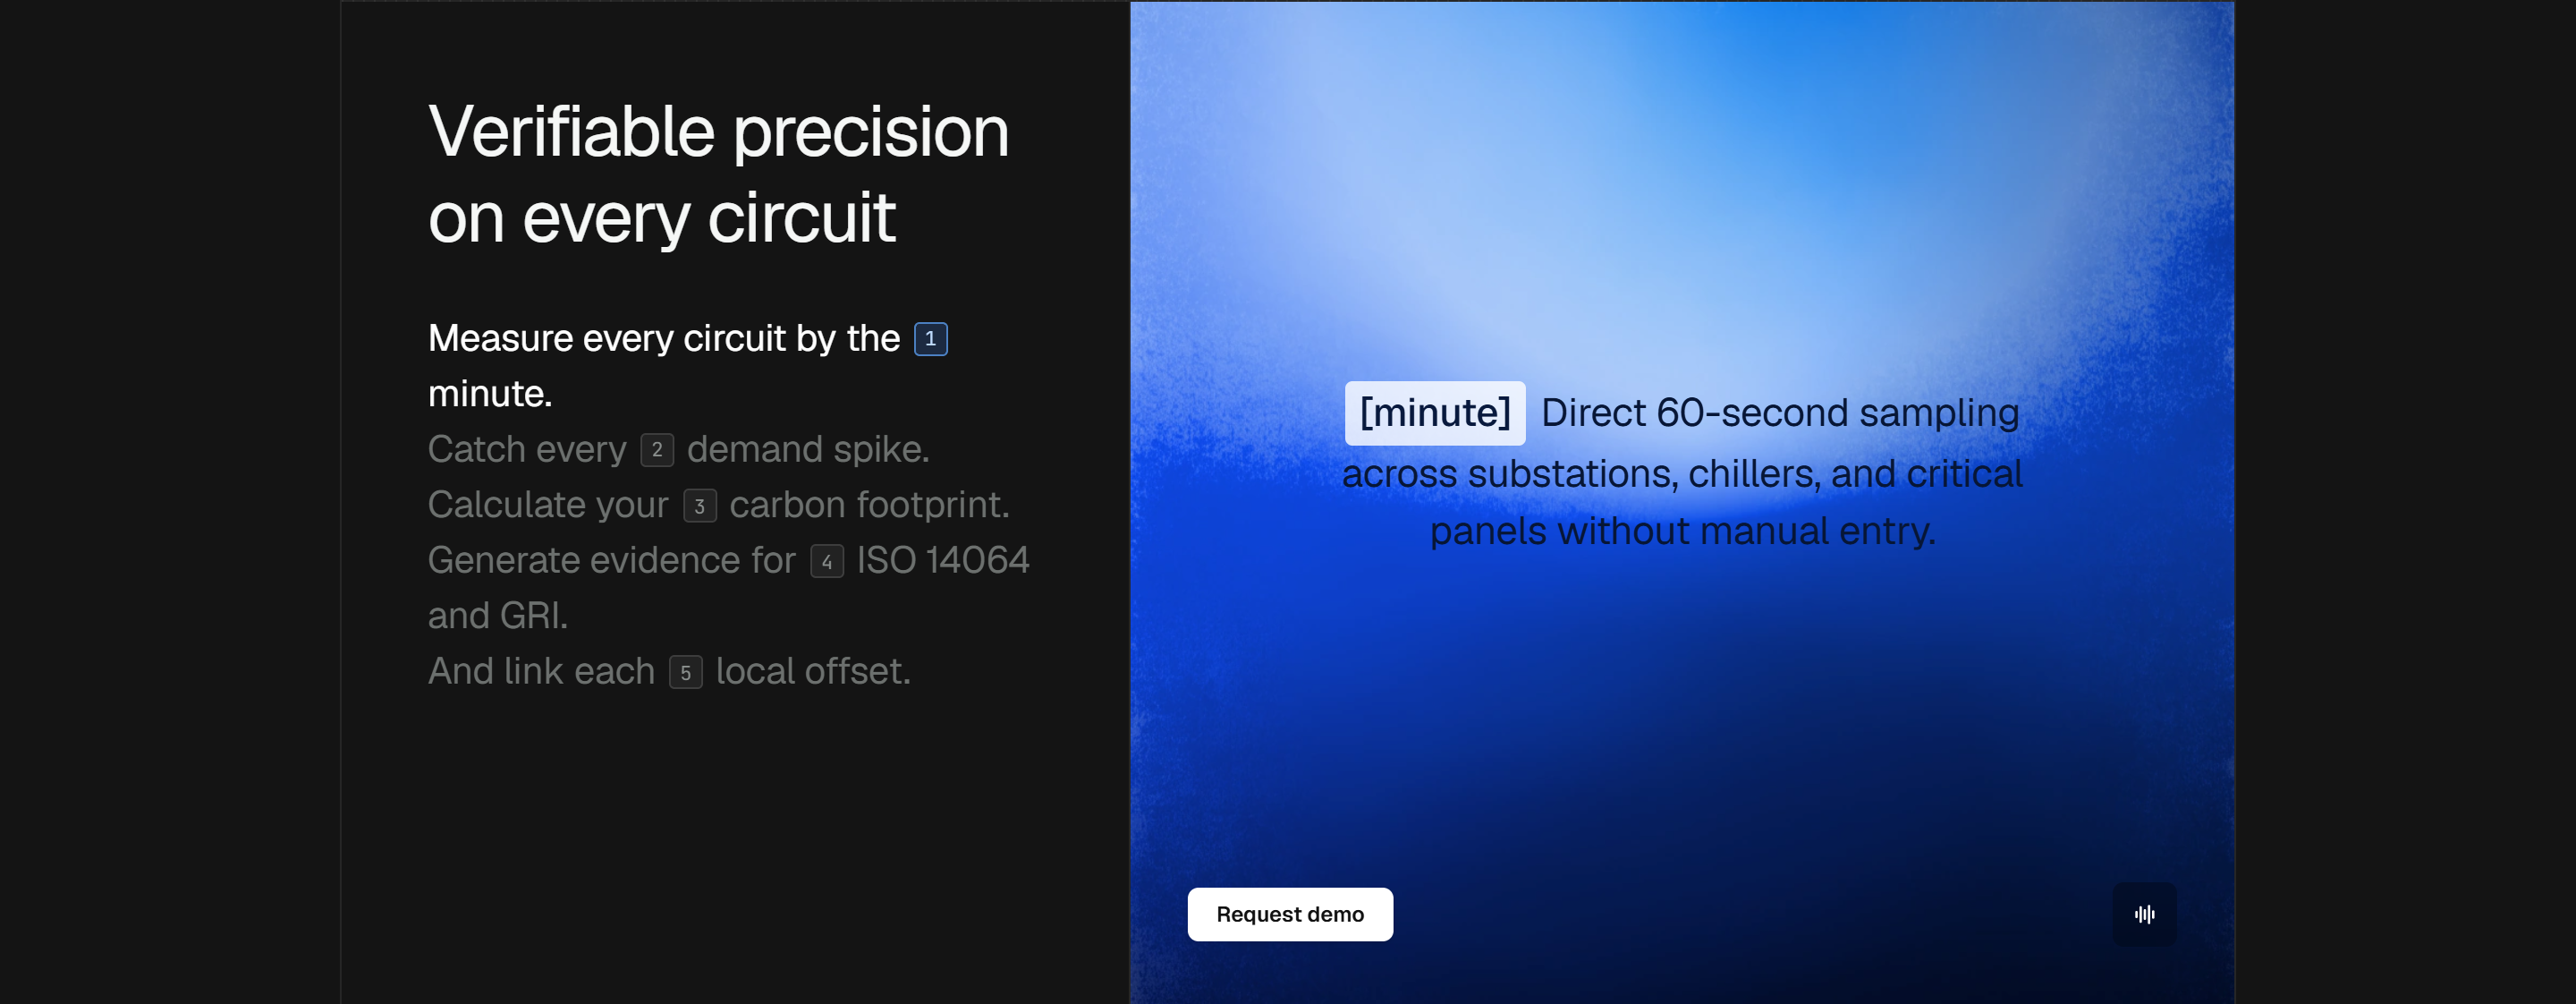 Verifiable precision
on every circuit
Measure every circuit by the 1
minute.
Catch every 2 demand spike.
Calculate your 3 carbon footprint.
Generate evidence for 4 ISO 14064
and GRI.
And link each 5 local offset.
[minute] Direct 60-second sampling
across substations, chillers, and critical
panels without manual entry.
Request demo